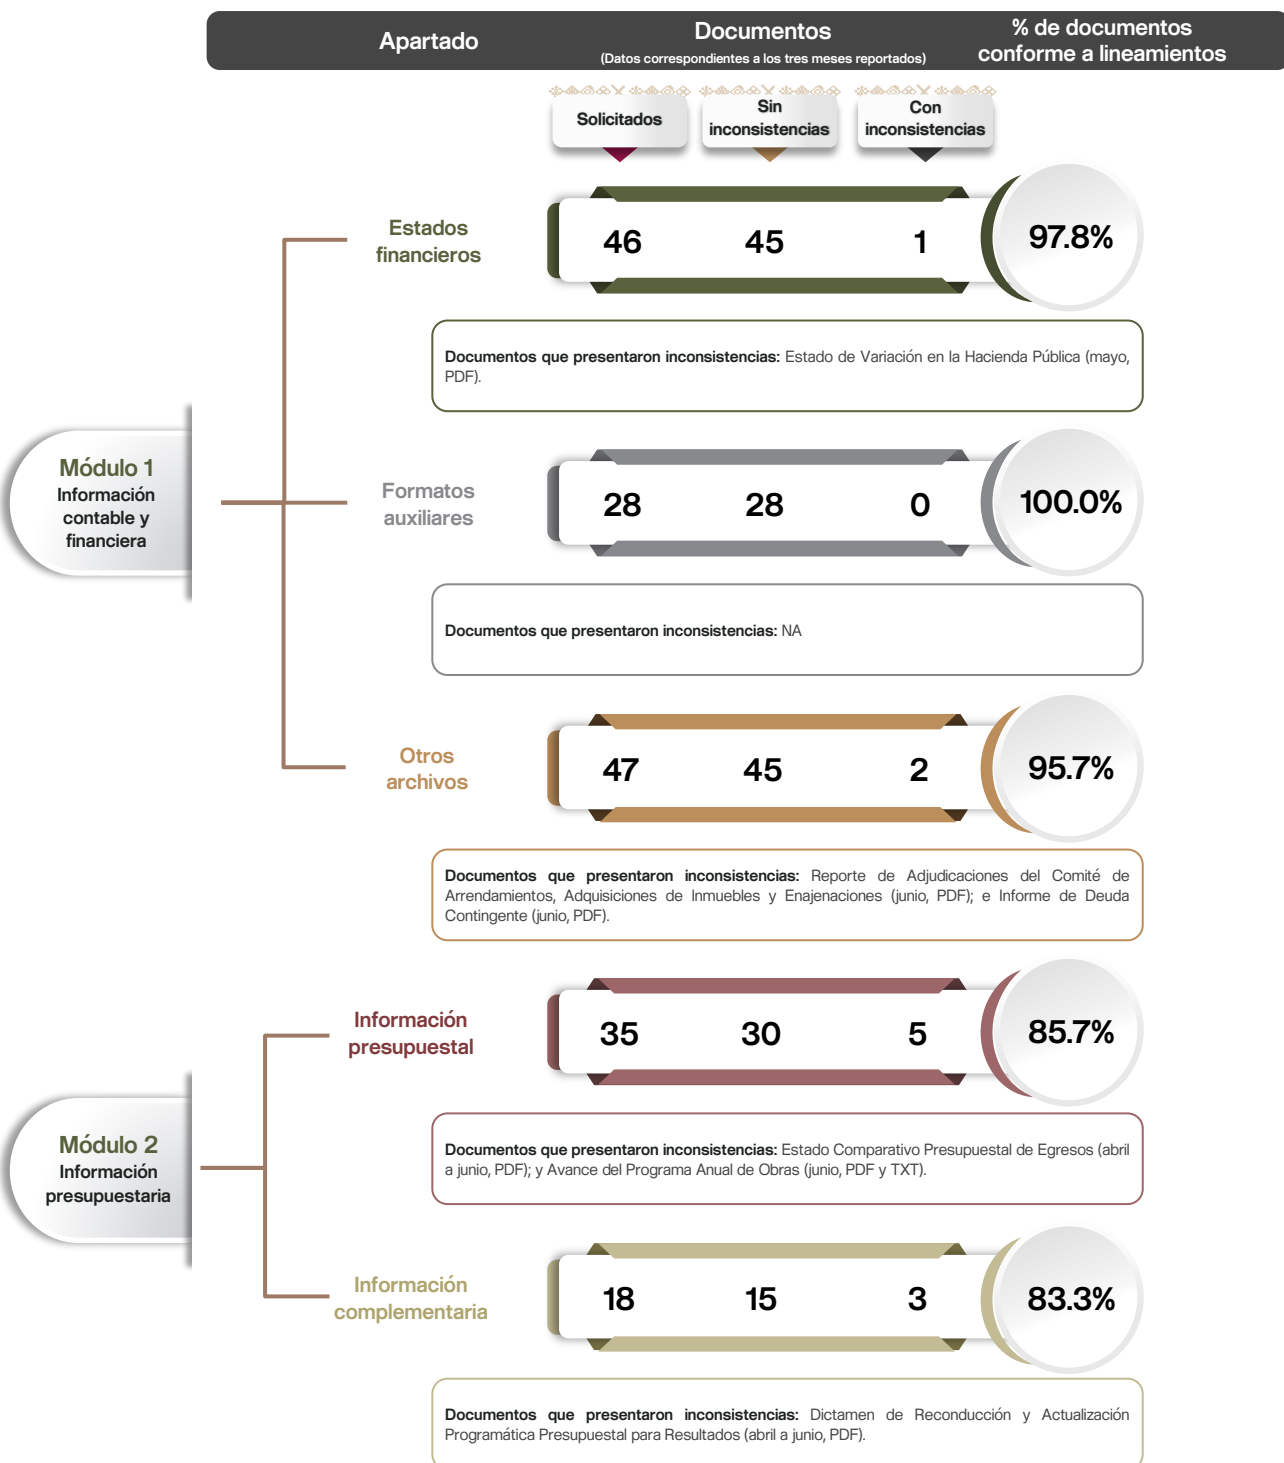 Apartado
Documentos
(Datos correspondientes a los tres meses reportados)
% de documentos
conforme a lineamientos
Solicitados
Sin
inconsistencias
Con
inconsistencias
Módulo 1
Información
contable y
financiera
Estados
financieros
46 45 1 97.8%
Documentos que presentaron inconsistencias: Estado de Variación en la Hacienda Pública (mayo,
PDF).
Formatos
auxiliares
28 28 0 100.0%
Documentos que presentaron inconsistencias: NA
Otros
archivos
47 45 2 95.7%
Documentos que presentaron inconsistencias: Reporte de Adjudicaciones del Comité de
Arrendamientos, Adquisiciones de Inmuebles y Enajenaciones (junio, PDF); e Informe de Deuda
Contingente (junio, PDF).
Módulo 2
Información
presupuestaria
Información
presupuestal
35 30 5 85.7%
Documentos que presentaron inconsistencias: Estado Comparativo Presupuestal de Egresos (abril
a junio, PDF); y Avance del Programa Anual de Obras (junio, PDF y TXT).
Información
complementaria
18 15 3 83.3%
Documentos que presentaron inconsistencias: Dictamen de Reconducción y Actualización
Programática Presupuestal para Resultados (abril a junio, PDF).